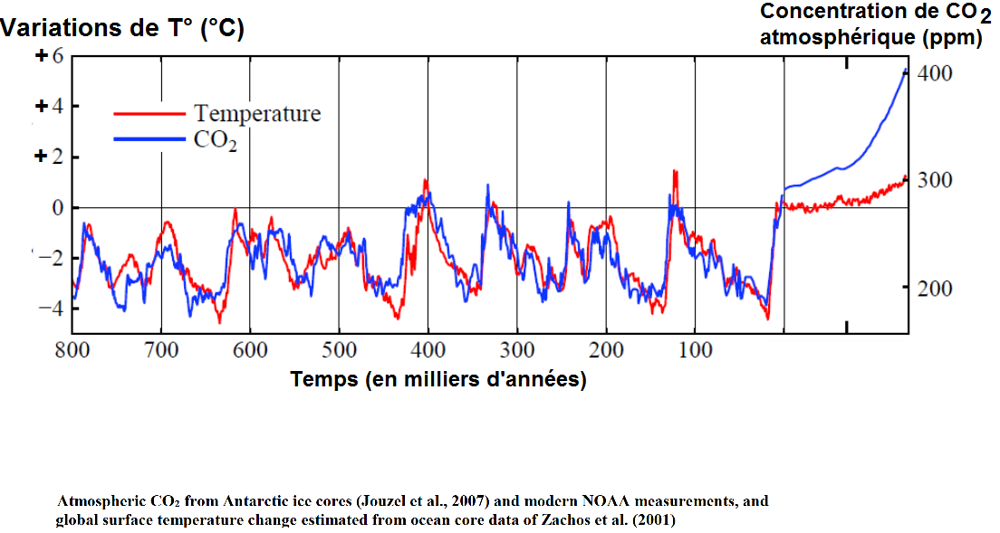 Variations de T° (°C)
Concentration de CO2
atmosphérique (ppm)
+6
+4
+2
0
−2
−4
Temperature
CO2
400
300
200
800 700 600 500 400 300 200 100
Temps (en milliers d'années)
Atmospheric CO2 from Antarctic ice cores (Jouzel et al., 2007) and modern NOAA measurements, and
global surface temperature change estimated from ocean core data of Zachos et al. (2001)